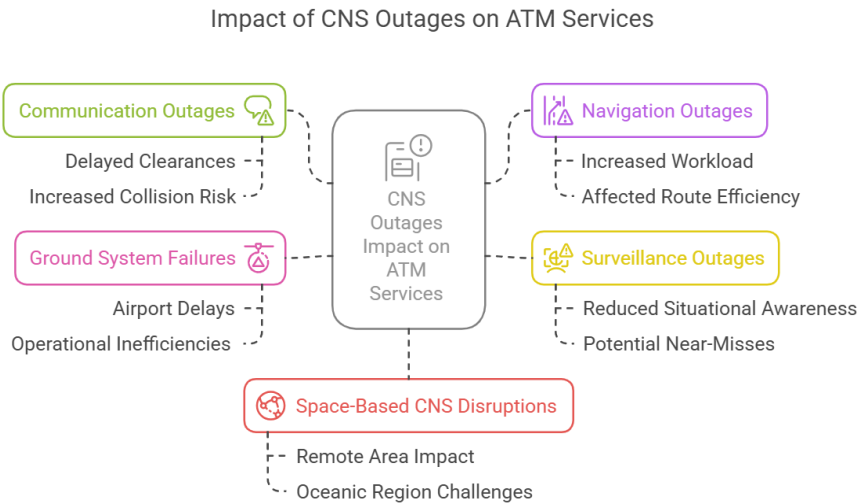 Impact of CNS Outages on ATM Services
Communication Outages
Delayed Clearances
Increased Collision Risk
Ground System Failures
Airport Delays
Operational Inefficiencies
CNS
Outages
Impact on
ATM
Services
Navigation Outages
Increased Workload
Affected Route Efficiency
Surveillance Outages
Reduced Situational Awareness
Potential Near-Misses
Space-Based CNS Disruptions
Remote Area Impact
Oceanic Region Challenges